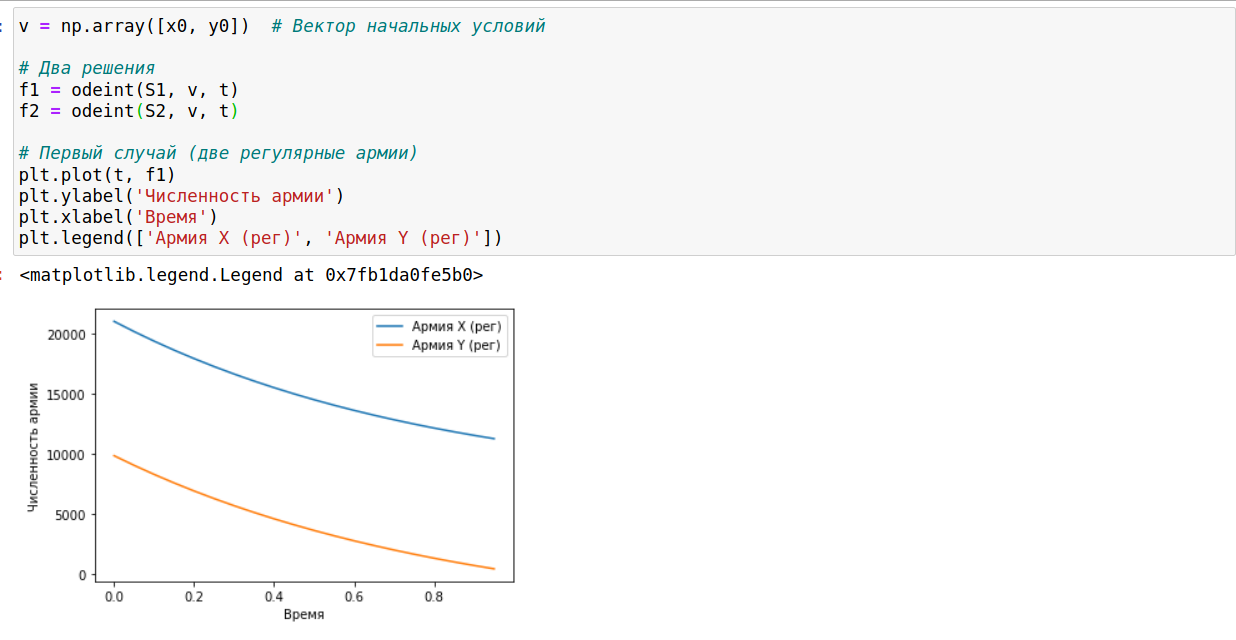 v = np.array([x0, y0])  # Вектор начальных условий
# Два решения
f1 = odeint(S1, v, t)
f2 = odeint(S2, v, t)
# Первый случай (две регулярные армии)
plt.plot(t, f1)
plt.ylabel('Численность армии')
plt.xlabel('Время')
plt.legend(['Армия X (рег)', 'Армия Y (рег)'])
<matplotlib.legend.Legend at 0x7fb1da0fe5b0>
Армия X (рег)
Армия Y (рег)
Численность армии
20000
15000
10000
5000
0
0.0 0.2 0.4 0.6 0.8
Время